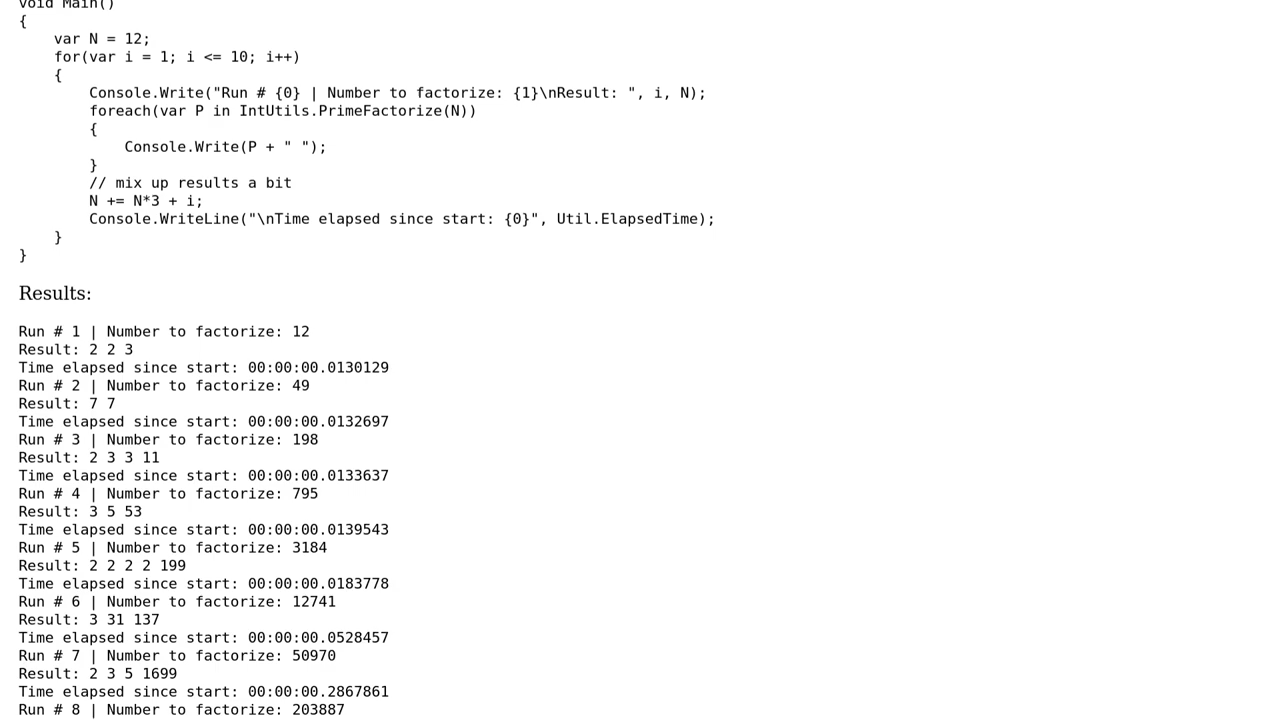 void Main()
{
    var N = 12;
    for(var i = 1; i <= 10; i++)
    {
        Console.Write("Run # {0} | Number to factorize: {1}\nResult: ", i, N);
        foreach(var P in IntUtils.PrimeFactorize(N))
        {
            Console.Write(P + " ");
        }
        // mix up results a bit
        N += N*3 + i;
        Console.WriteLine("\nTime elapsed since start: {0}", Util.ElapsedTime);
    }
}
Results:
Run # 1 | Number to factorize: 12
Result: 2 2 3
Time elapsed since start: 00:00:00.0130129
Run # 2 | Number to factorize: 49
Result: 7 7
Time elapsed since start: 00:00:00.0132697
Run # 3 | Number to factorize: 198
Result: 2 3 3 11
Time elapsed since start: 00:00:00.0133637
Run # 4 | Number to factorize: 795
Result: 3 5 53
Time elapsed since start: 00:00:00.0139543
Run # 5 | Number to factorize: 3184
Result: 2 2 2 2 199
Time elapsed since start: 00:00:00.0183778
Run # 6 | Number to factorize: 12741
Result: 3 31 137
Time elapsed since start: 00:00:00.0528457
Run # 7 | Number to factorize: 50970
Result: 2 3 5 1699
Time elapsed since start: 00:00:00.2867861
Run # 8 | Number to factorize: 203887